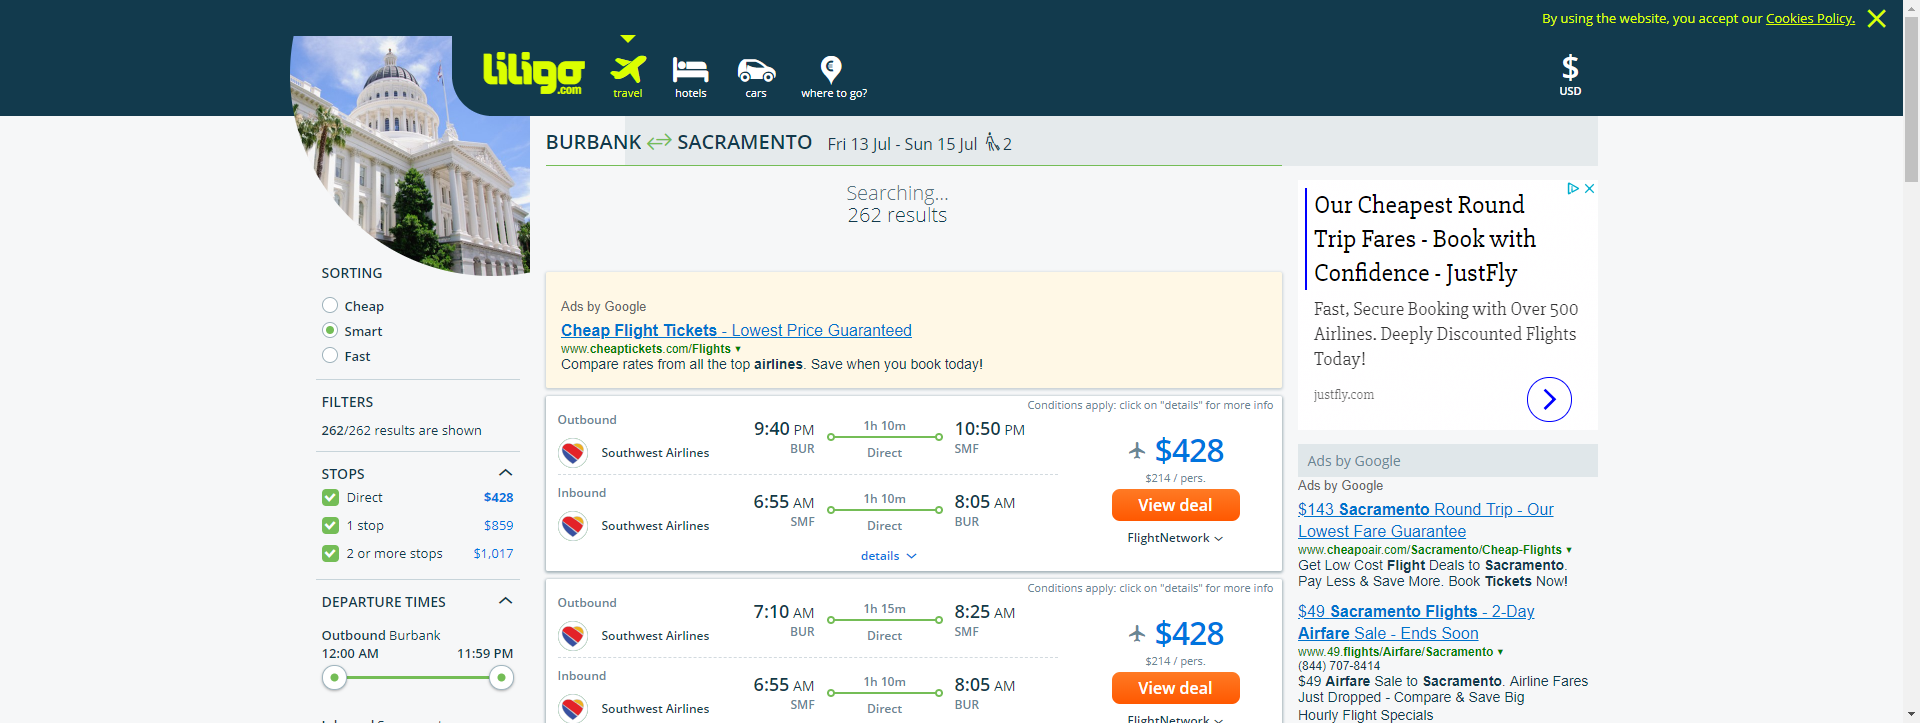 By using the website, you accept our Cookies Policy.
liligo
.com
travel
hotels
cars
where to go?
$
USD
BURBANK SACRAMENTO Fri 13 Jul - Sun 15 Jul 2
Searching...
262 results
SORTING
Cheap
Smart
Fast
FILTERS
262/262 results are shown
STOPS
Direct $428
1 stop $859
2 or more stops $1,017
DEPARTURE TIMES
Outbound Burbank
12:00 AM 11:59 PM
Ads by Google
Cheap Flight Tickets - Lowest Price Guaranteed
www.cheaptickets.com/Flights
Compare rates from all the top airlines. Save when you book today!
Conditions apply: click on "details" for more info
Outbound
Southwest Airlines
9:40 PM
BUR
1h 10m
Direct
10:50 PM
SMF
Inbound
Southwest Airlines
6:55 AM
SMF
1h 10m
Direct
8:05 AM
BUR
details
$428
$214 / pers.
View deal
FlightNetwork
Conditions apply: click on "details" for more info
Outbound
Southwest Airlines
7:10 AM
BUR
1h 15m
Direct
8:25 AM
SMF
Inbound
Southwest Airlines
6:55 AM
SMF
1h 10m
Direct
8:05 AM
BUR
$428
$214 / pers.
View deal
FlightNetwork
Our Cheapest Round
Trip Fares - Book with
Confidence - JustFly
Fast, Secure Booking with Over 500
Airlines. Deeply Discounted Flights
Today!
justfly.com
Ads by Google
Ads by Google
$143 Sacramento Round Trip - Our
Lowest Fare Guarantee
www.cheapoair.com/Sacramento/Cheap-Flights
Get Low Cost Flight Deals to Sacramento.
Pay Less & Save More. Book Tickets Now!
$49 Sacramento Flights - 2-Day
Airfare Sale - Ends Soon
www.49.flights/Airfare/Sacramento
(844) 707-8414
$49 Airfare Sale to Sacramento. Airline Fares
Just Dropped - Compare & Save Big
Hourly Flight Specials